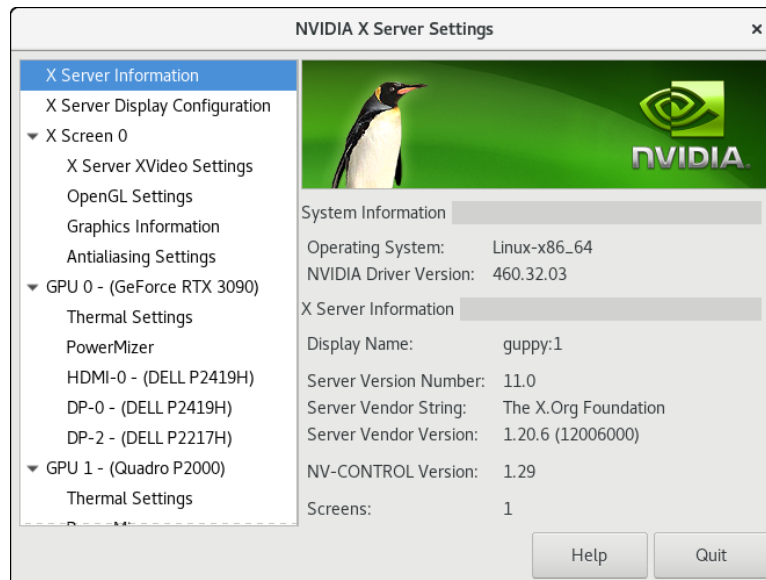 NVIDIA X Server Settings
X Server Information
X Server Display Configuration
X Screen 0
X Server XVideo Settings
OpenGL Settings
Graphics Information
Antialiasing Settings
GPU 0 - (GeForce RTX 3090)
Thermal Settings
PowerMizer
HDMI-0 - (DELL P2419H)
DP-0 - (DELL P2419H)
DP-2 - (DELL P2217H)
GPU 1 - (Quadro P2000)
Thermal Settings
NVIDIA.
System Information
Operating System: Linux-x86_64
NVIDIA Driver Version: 460.32.03
X Server Information
Display Name: guppy:1
Server Version Number: 11.0
Server Vendor String: The X.Org Foundation
Server Vendor Version: 1.20.6 (12006000)
NV-CONTROL Version: 1.29
Screens: 1
Help Quit